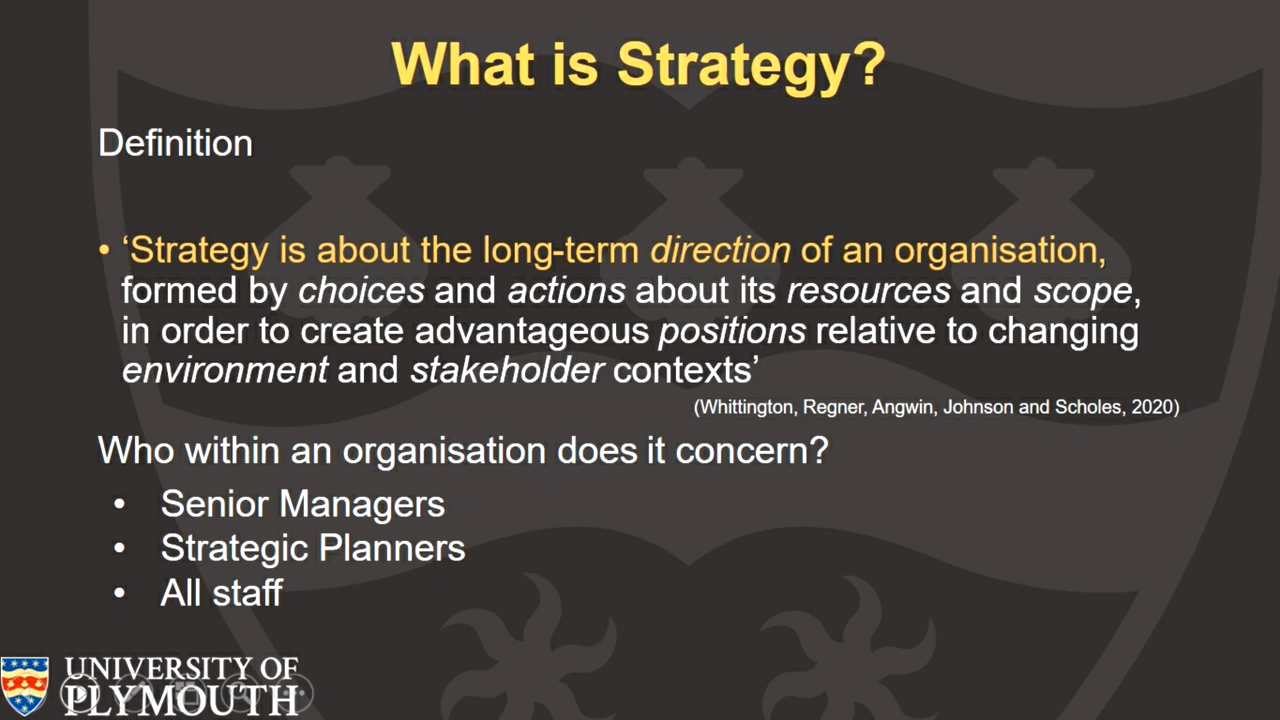 What is Strategy?
Definition
• ‘Strategy is about the long-term direction of an organisation,
formed by choices and actions about its resources and scope,
in order to create advantageous positions relative to changing
environment and stakeholder contexts’
(Whittington, Regner, Angwin, Johnson and Scholes, 2020)
Who within an organisation does it concern?
• Senior Managers
• Strategic Planners
• All staff
UNIVERSITY OF
PLYMOUTH